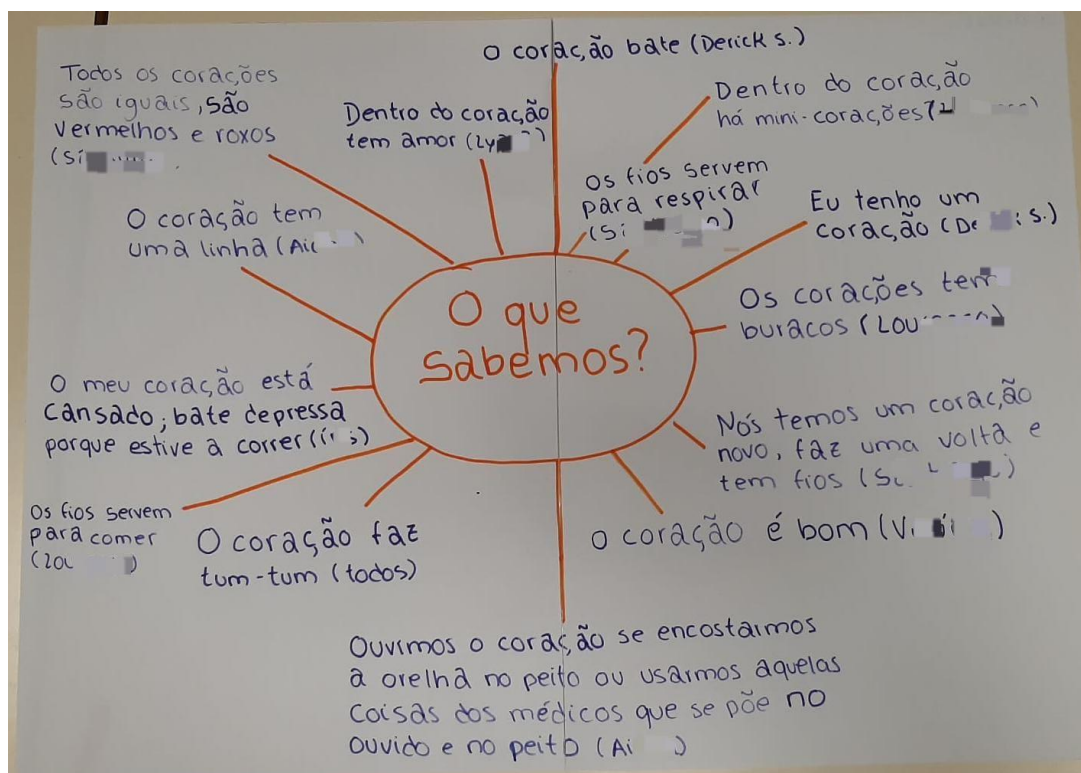 O coração bate (Derick S.)
Todos os corações
são iguais, são
vermelhos e roxos
Dentro do coração
tem amor
Dentro do coração
há mini-corações
Os fios servem
para respirar
Eu tenho um
coração
O coração tem
uma linha
Os corações tem
buracos
O que
sabemos?
O meu coração está
cansado; bate depressa
porque estive a correr
Nós temos um coração
novo, faz uma volta e
tem fios
Os fios servem
para comer
O coração faz
tum-tum (todos)
O coração é bom
Ouvimos o coração se encostarmos
a orelha no peito ou usarmos aquelas
coisas dos médicos que se põe no
ouvido e no peito